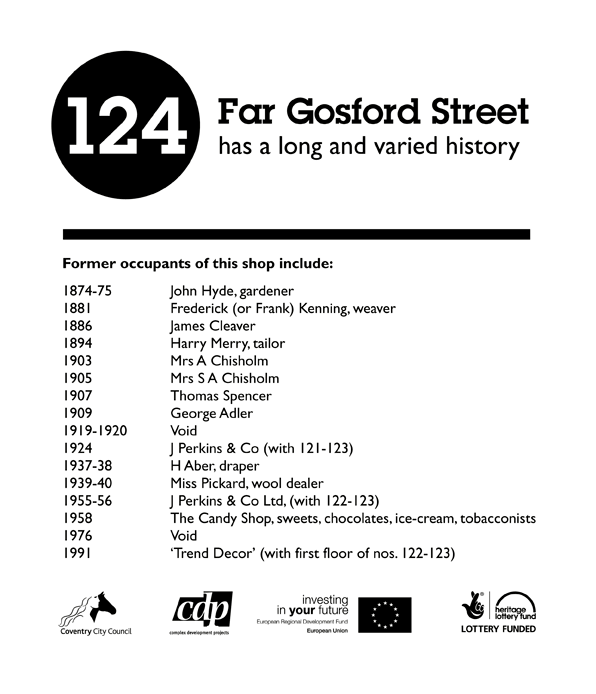 124
Far Gosford Street
has a long and varied history
Former occupants of this shop include:
1874-75 John Hyde, gardener
1881 Frederick (or Frank) Kenning, weaver
1886 James Cleaver
1894 Harry Merry, tailor
1903 Mrs A Chisholm
1905 Mrs S A Chisholm
1907 Thomas Spencer
1909 George Adler
1919-1920 Void
1924 J Perkins & Co (with 121-123)
1937-38 H Aber, draper
1939-40 Miss Pickard, wool dealer
1955-56 J Perkins & Co Ltd, (with 122-123)
1958 The Candy Shop, sweets, chocolates, ice-cream, tobacconists
1976 Void
1991 ‘Trend Decor’ (with first floor of nos. 122-123)
Coventry City Council
cdp
complex development projects
investing
in your future
European Regional Development Fund
European Union
heritage
lottery fund
LOTTERY FUNDED